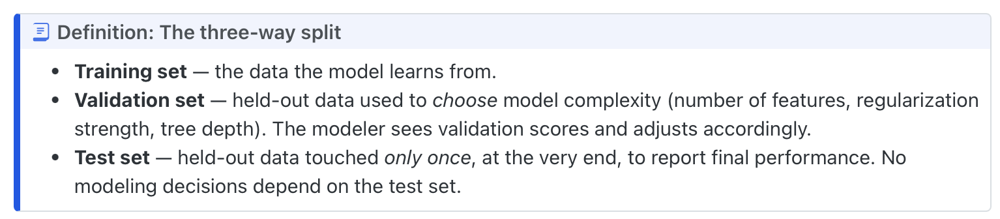 Definition: The three-way split
• Training set — the data the model learns from.
• Validation set — held-out data used to choose model complexity (number of features, regularization
strength, tree depth). The modeler sees validation scores and adjusts accordingly.
• Test set — held-out data touched only once, at the very end, to report final performance. No
modeling decisions depend on the test set.